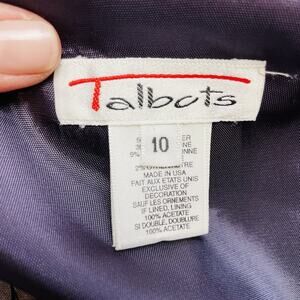 Talbots
10
MADE IN USA
FAIT AUX ETATS UNIS
EXCLUSIVE OF
DECORATION
SAUF LES ORNEMENTS
IF LINED, LINING
100% ACETATE
SI DOUBLE, DOUBLURE
100% ACETATE